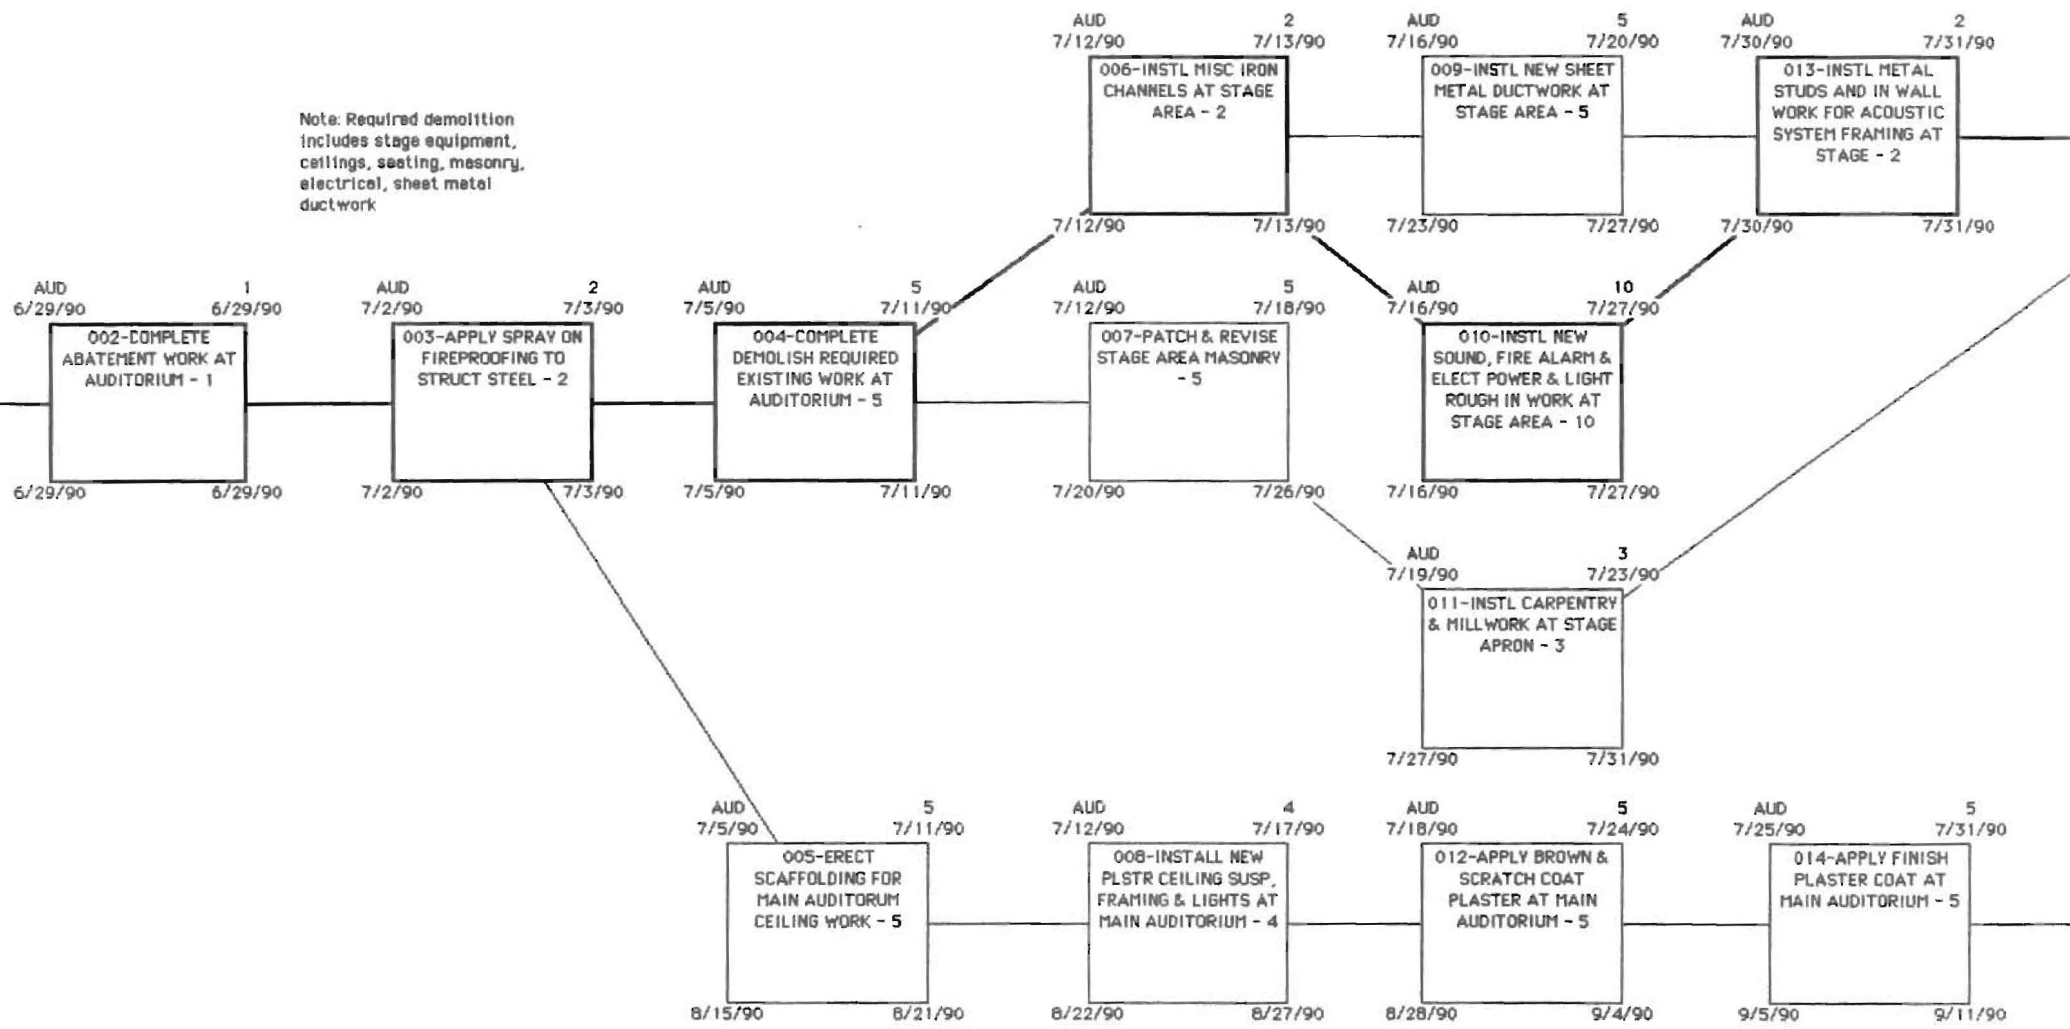 AUD 2
7/12/90 7/13/90
006-INSTL MISC IRON
CHANNELS AT STAGE
AREA - 2
7/12/90 7/13/90
AUD 5
7/16/90 7/20/90
009-INSTL NEW SHEET
METAL DUCTWORK AT
STAGE AREA - 5
7/23/90 7/27/90
AUD 2
7/30/90 7/31/90
013-INSTL METAL
STUDS AND IN WALL
WORK FOR ACOUSTIC
SYSTEM FRAMING AT
STAGE - 2
7/30/90 7/31/90
Note: Required demolition
includes stage equipment,
ceilings, seating, masonry,
electrical, sheet metal
ductwork
AUD 1
6/29/90 6/29/90
002-COMPLETE
ABATEMENT WORK AT
AUDITORIUM - 1
6/29/90 6/29/90
AUD 2
7/2/90 7/3/90
003-APPLY SPRAY ON
FIREPROOFING TO
STRUCT STEEL - 2
7/2/90 7/3/90
AUD 5
7/5/90 7/11/90
004-COMPLETE
DEMOLISH REQUIRED
EXISTING WORK AT
AUDITORIUM - 5
7/5/90 7/11/90
AUD 5
7/12/90 7/18/90
007-PATCH & REVISE
STAGE AREA MASONRY
- 5
7/20/90 7/26/90
AUD 10
7/16/90 7/27/90
010-INSTL NEW
SOUND, FIRE ALARM &
ELECT POWER & LIGHT
ROUGH IN WORK AT
STAGE AREA - 10
7/16/90 7/27/90
AUD 3
7/19/90 7/23/90
011-INSTL CARPENTRY
& MILLWORK AT STAGE
APRON - 3
7/27/90 7/31/90
AUD 5
7/5/90 7/11/90
005-ERECT
SCAFFOLDING FOR
MAIN AUDITORUM
CEILING WORK - 5
8/15/90 8/21/90
AUD 4
7/12/90 7/17/90
008-INSTALL NEW
PLSTR CEILING SUSP,
FRAMING & LIGHTS AT
MAIN AUDITORIUM - 4
8/22/90 8/27/90
AUD 5
7/18/90 7/24/90
012-APPLY BROWN &
SCRATCH COAT
PLASTER AT MAIN
AUDITORIUM - 5
8/28/90 9/4/90
AUD 5
7/25/90 7/31/90
014-APPLY FINISH
PLASTER COAT AT
MAIN AUDITORIUM - 5
9/5/90 9/11/90